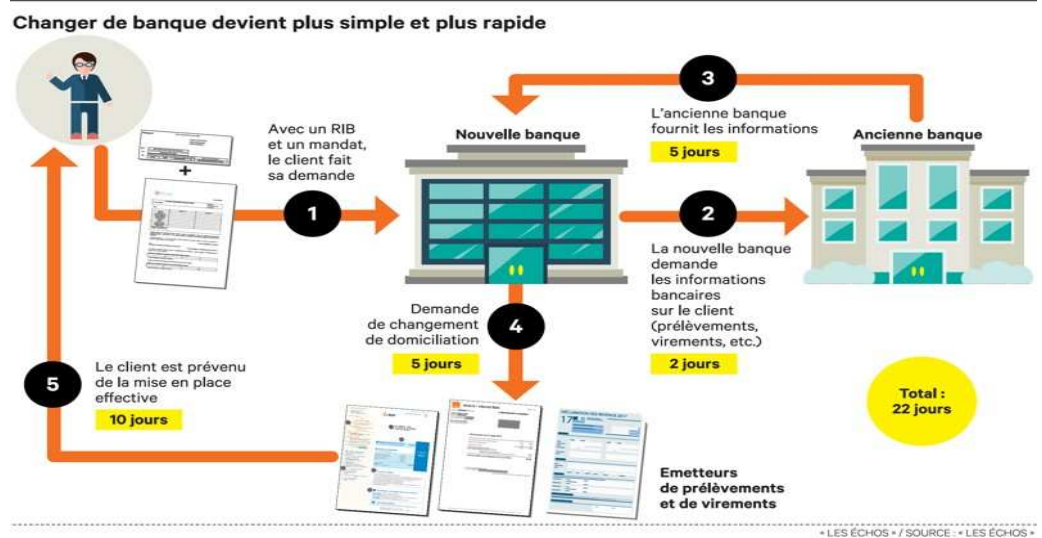 Changer de banque devient plus simple et plus rapide
+
Avec un RIB
et un mandat,
le client fait
sa demande
1
Nouvelle banque
2
La nouvelle banque
demande
les informations
bancaires
sur le client
(prélèvements,
virements, etc.)
2 jours
3
L'ancienne banque
fournit les informations
5 jours
Ancienne banque
4
Demande
de changement
de domiciliation
5 jours
Emetteurs
de prélèvements
et de virements
5
Le client est prévenu
de la mise en place
effective
10 jours
Total :
22 jours
« LES ÉCHOS » / SOURCE : « LES ÉCHOS »